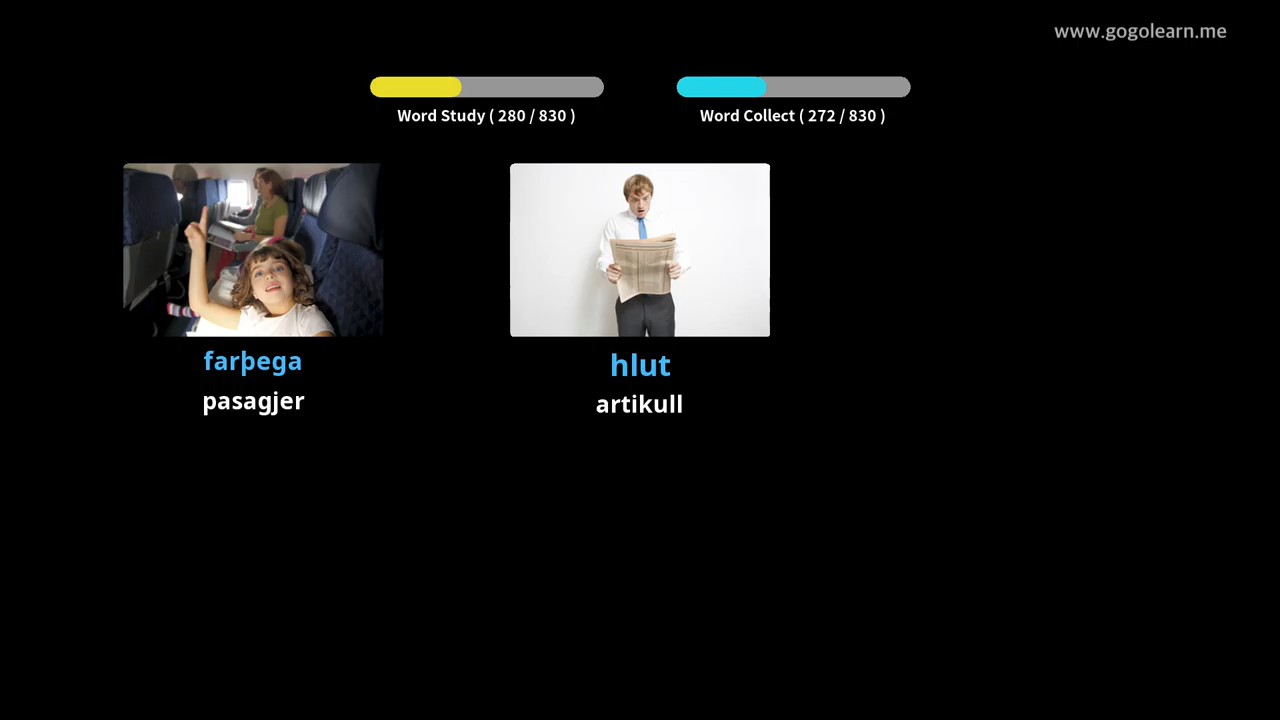 www.gogolearn.me
Word Study ( 280 / 830 )
Word Collect ( 272 / 830 )
farþega
pasagjer
hlut
artikull